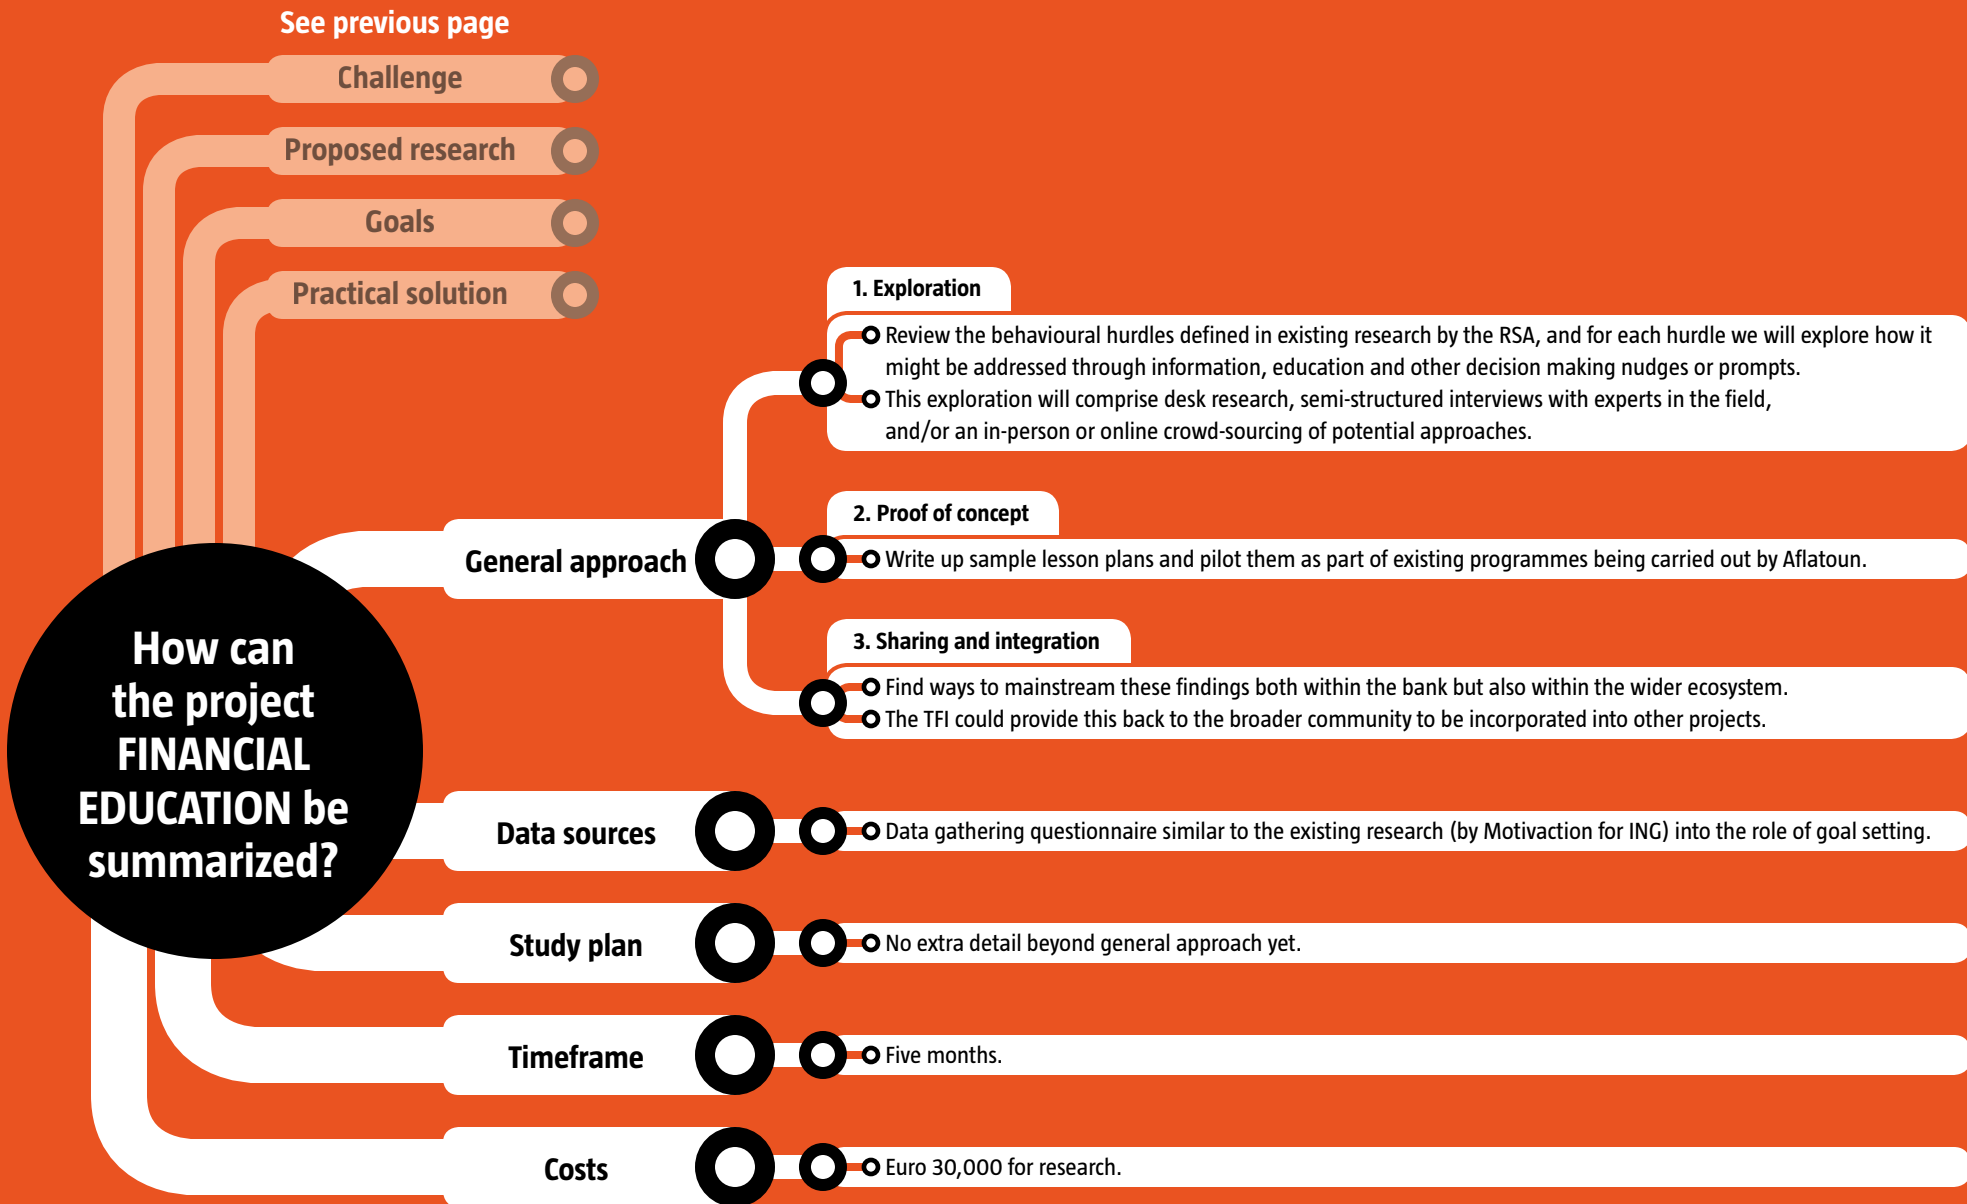 See previous page
Challenge
Proposed research
Goals
Practical solution
How can
the project
FINANCIAL
EDUCATION be
summarized?
General approach
1. Exploration
Review the behavioural hurdles defined in existing research by the RSA, and for each hurdle we will explore how it
might be addressed through information, education and other decision making nudges or prompts.
This exploration will comprise desk research, semi-structured interviews with experts in the field,
and/or an in-person or online crowd-sourcing of potential approaches.
2. Proof of concept
Write up sample lesson plans and pilot them as part of existing programmes being carried out by Aflatoun.
3. Sharing and integration
Find ways to mainstream these findings both within the bank but also within the wider ecosystem.
The TFI could provide this back to the broader community to be incorporated into other projects.
Data sources
Data gathering questionnaire similar to the existing research (by Motivaction for ING) into the role of goal setting.
Study plan
No extra detail beyond general approach yet.
Timeframe
Five months.
Costs
Euro 30,000 for research.